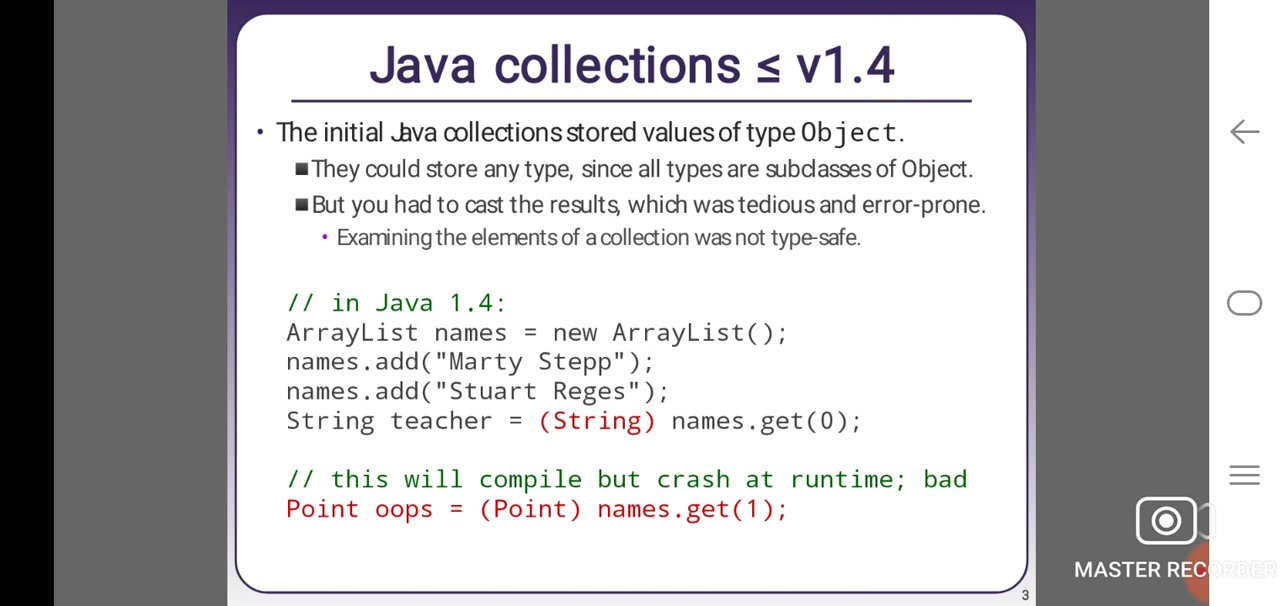 Java collections ≤ v1.4
• The initial Java collections stored values of type Object.
■ They could store any type, since all types are subclasses of Object.
■ But you had to cast the results, which was tedious and error-prone.
• Examining the elements of a collection was not type-safe.
// in Java 1.4:
ArrayList names = new ArrayList();
names.add("Marty Stepp");
names.add("Stuart Reges");
String teacher = (String) names.get(0);
// this will compile but crash at runtime; bad
Point oops = (Point) names.get(1);
MASTER RECORDER
3